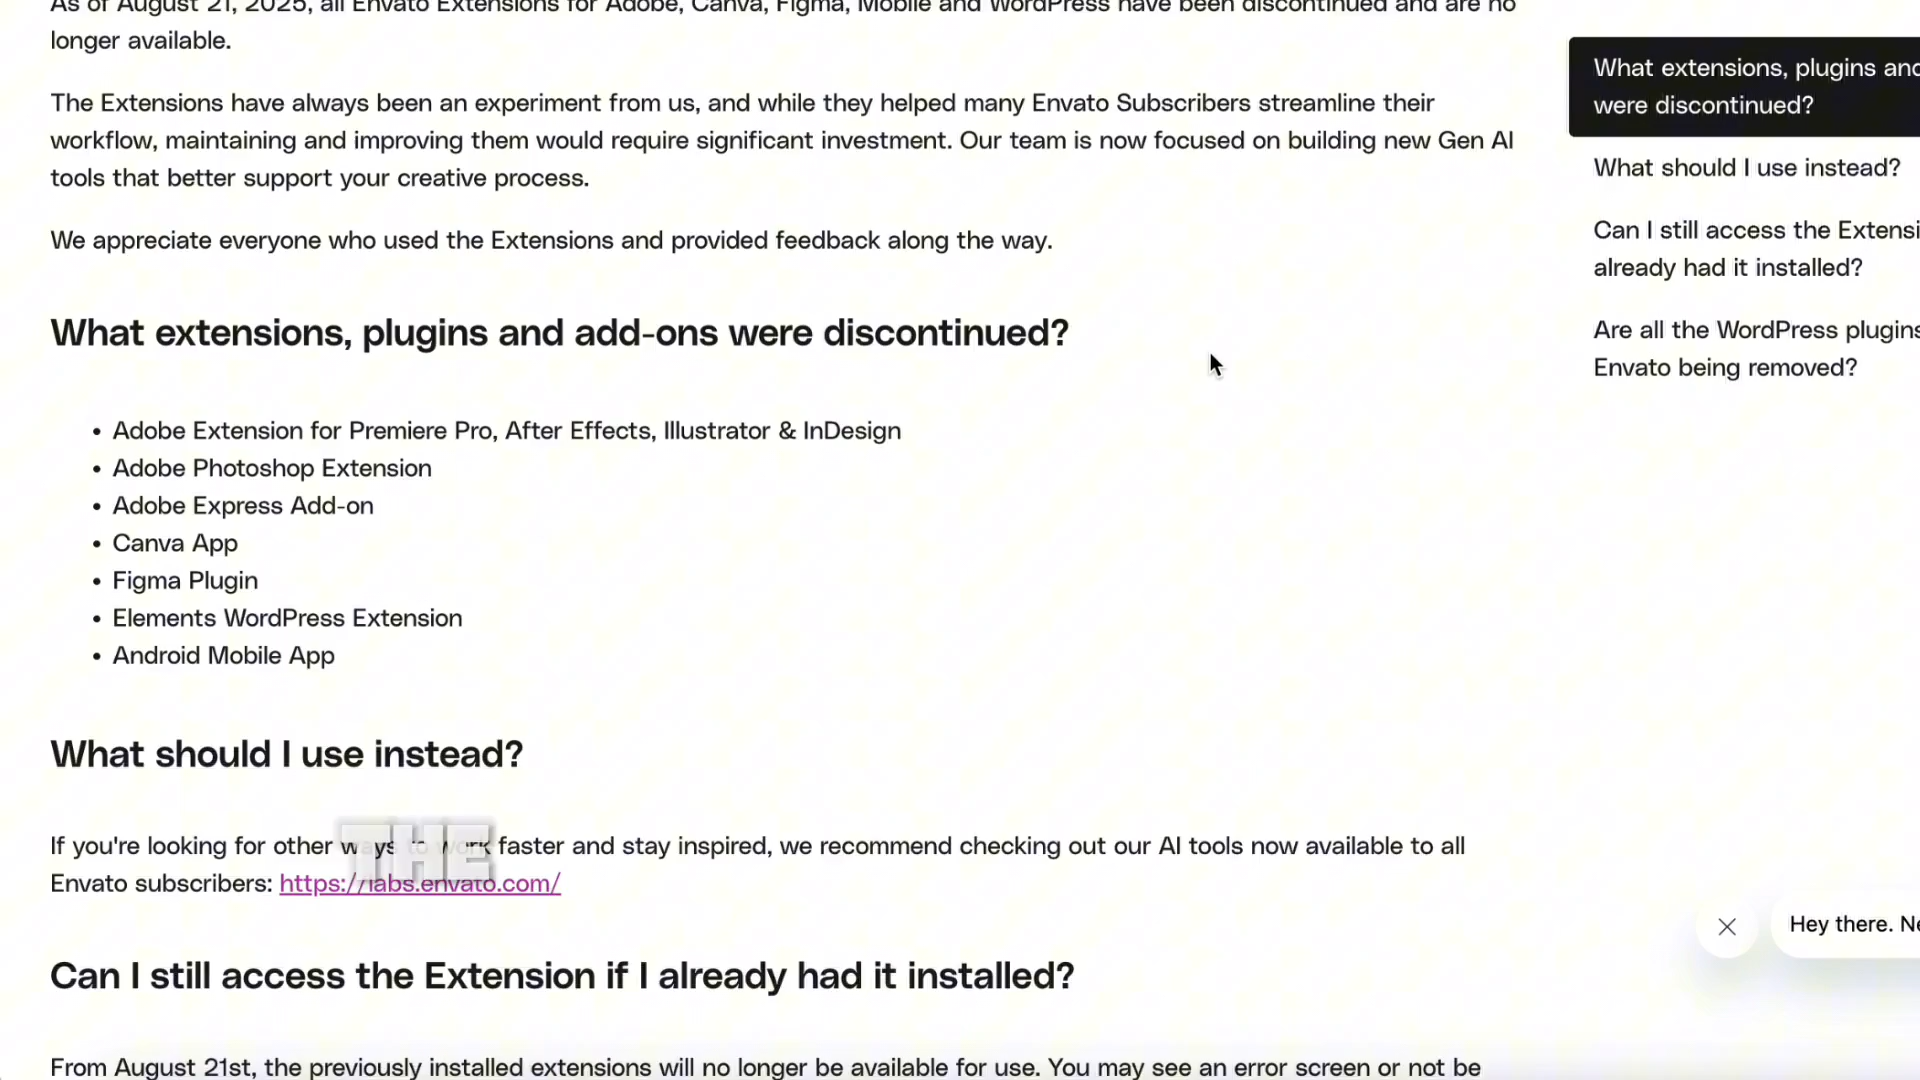 As of August 21, 2025, all Envato Extensions for Adobe, Canva, Figma, Mobile and WordPress have been discontinued and are no
longer available.
The Extensions have always been an experiment from us, and while they helped many Envato Subscribers streamline their
workflow, maintaining and improving them would require significant investment. Our team is now focused on building new Gen AI
tools that better support your creative process.
We appreciate everyone who used the Extensions and provided feedback along the way.
What extensions, plugins and add-ons were discontinued?
• Adobe Extension for Premiere Pro, After Effects, Illustrator & InDesign
• Adobe Photoshop Extension
• Adobe Express Add-on
• Canva App
• Figma Plugin
• Elements WordPress Extension
• Android Mobile App
What should I use instead?
If you're looking for other ways to work faster and stay inspired, we recommend checking out our AI tools now available to all
THE
Envato subscribers: https://labs.envato.com/
Can I still access the Extension if I already had it installed?
From August 21st, the previously installed extensions will no longer be available for use. You may see an error screen or not be
What extensions, plugins and
were discontinued?
What should I use instead?
Can I still access the Extensi
already had it installed?
Are all the WordPress plugins
Envato being removed?
Hey there. Ne